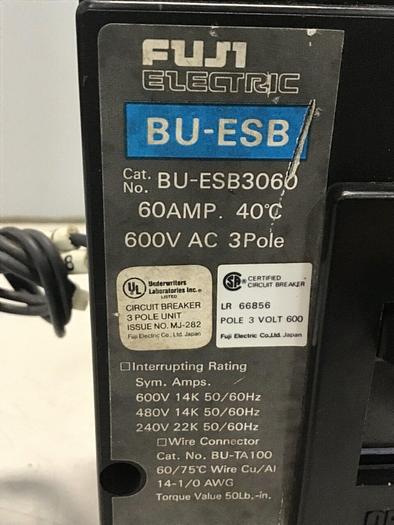 FUJI
ELECTRIC
BU-ESB
Cat. No. BU-ESB3060
60AMP. 40°C
600V AC 3Pole
UL Underwriters Laboratories Inc.®
LISTED
CIRCUIT BREAKER
3 POLE UNIT
ISSUE NO. MJ-282
Fuji Electric Co., Ltd. Japan
SA CERTIFIED
CIRCUIT BREAKER
LR 66856
POLE 3 VOLT 600
Fuji Electric Co.,Ltd. Japan
□Interrupting Rating
Sym. Amps.
600V 14K 50/60Hz
480V 14K 50/60Hz
240V 22K 50/60Hz
□Wire Connector
Cat. No. BU-TA100
60/75°C Wire Cu/Al
14-1/0 AWG
Torque Value 50Lb.-in.
8